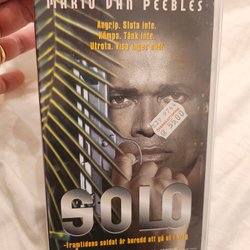 MARIO VAN PEEBLES
Angrip. Sluta inte.
Kämpa. Tänk inte.
Utrota. Visa ingen nåd!
SOLO
-Framtidens soldat är beredd att gå